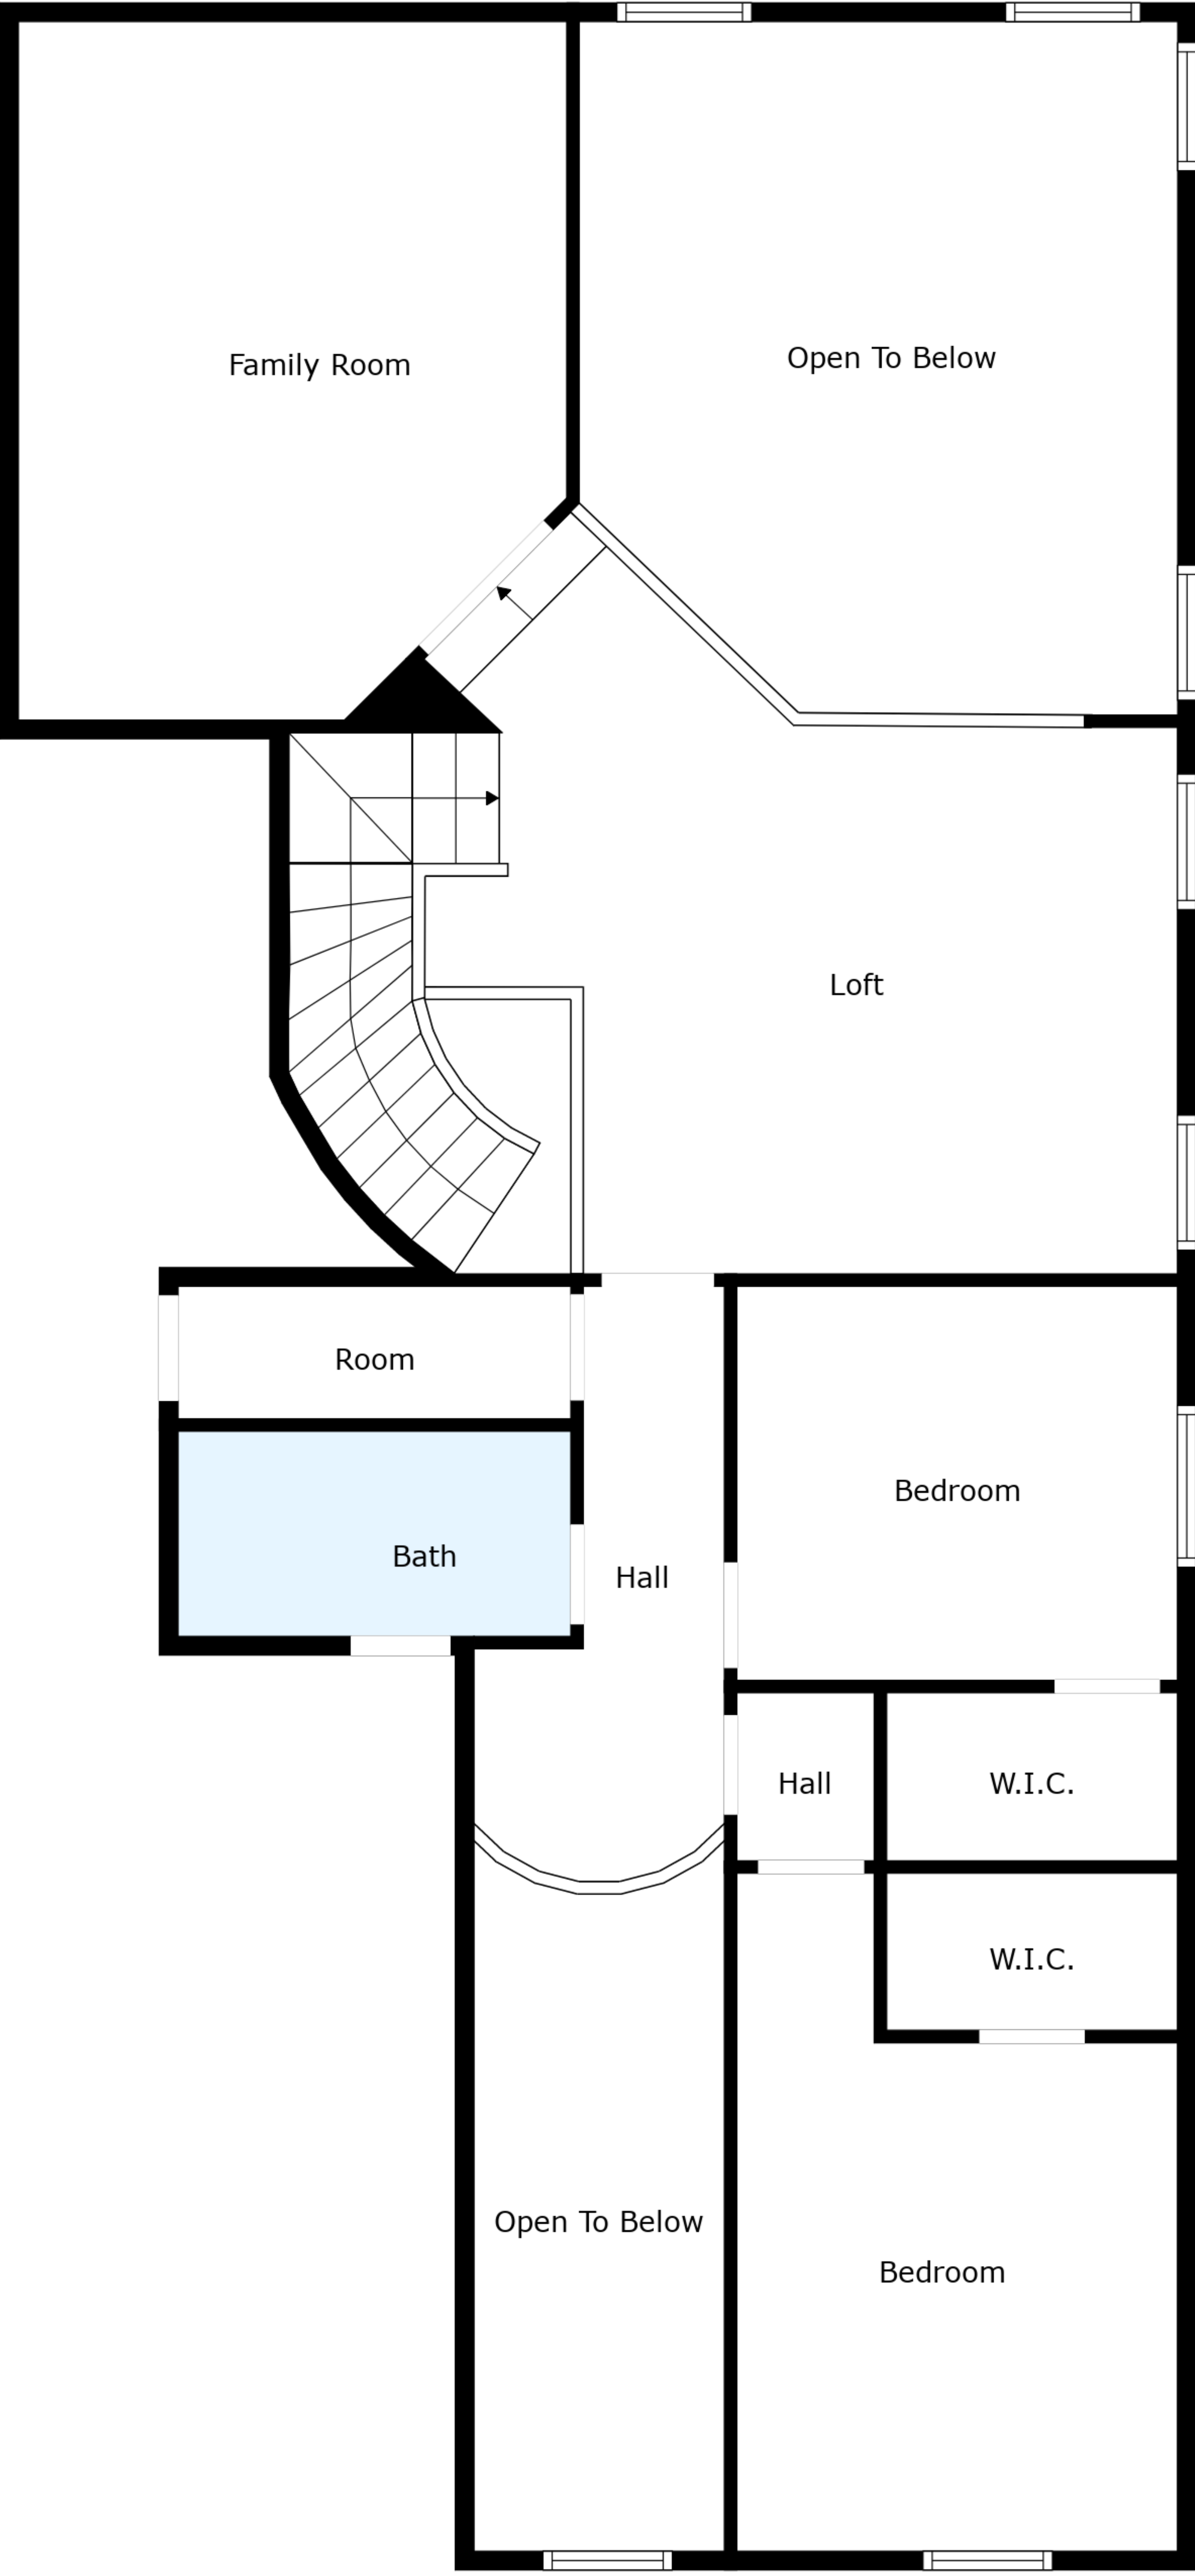 Family Room
Open To Below
Loft
Room
Bedroom
Bath
Hall
Hall
W.I.C.
W.I.C.
Open To Below
Bedroom